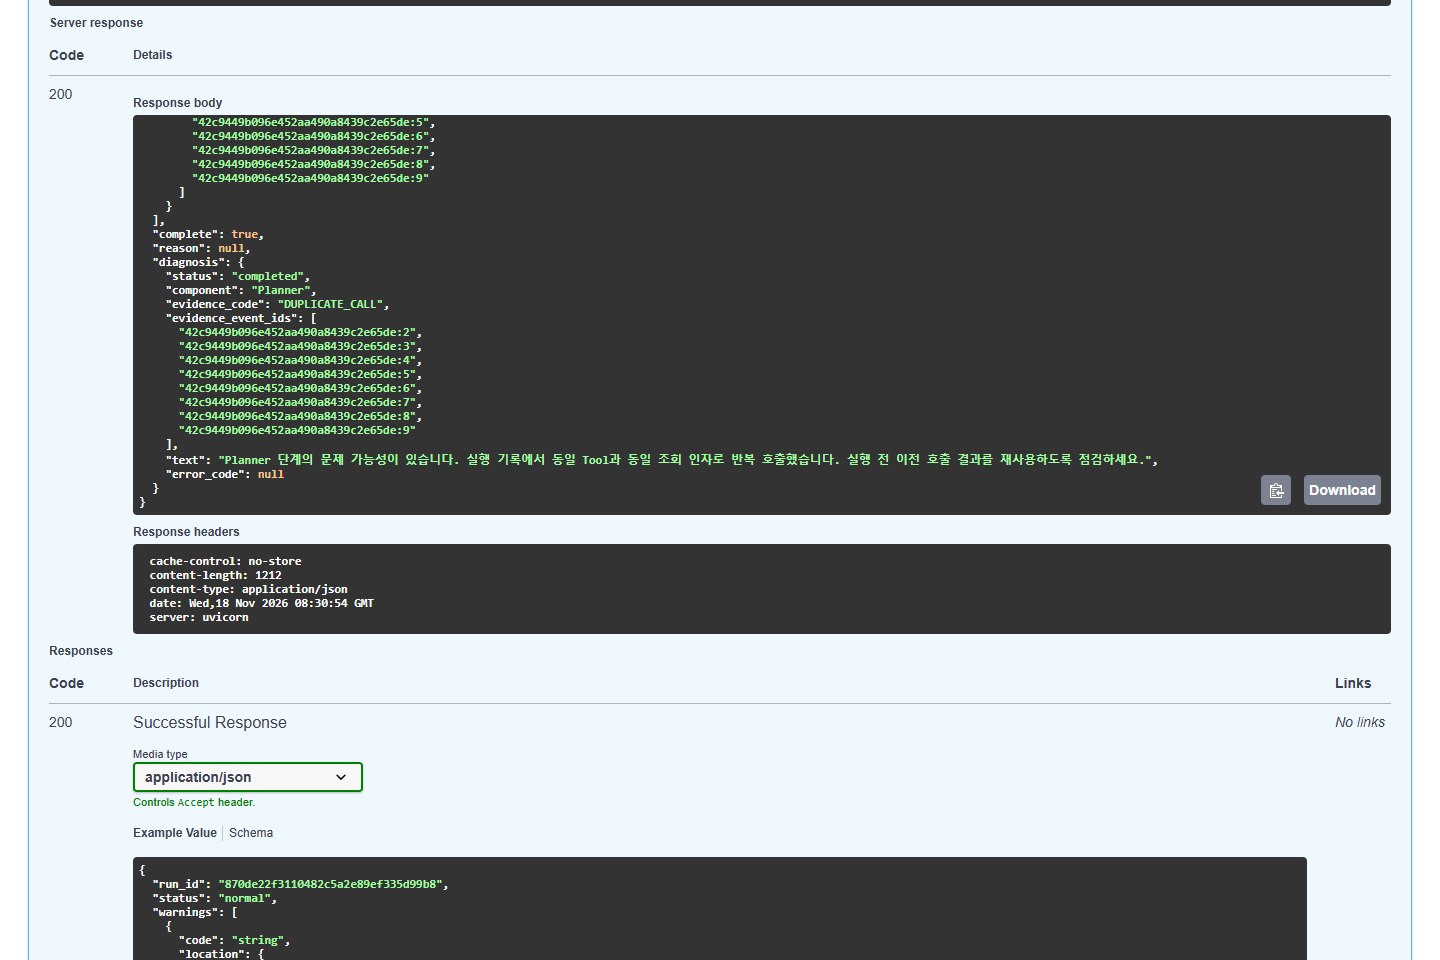 Server response
Code Details
200
Response body
"42c9449b096e452aa490a8439c2e65de:5",
"42c9449b096e452aa490a8439c2e65de:6",
"42c9449b096e452aa490a8439c2e65de:7",
"42c9449b096e452aa490a8439c2e65de:8",
"42c9449b096e452aa490a8439c2e65de:9"
]
}
],
"complete": true,
"reason": null,
"diagnosis": {
"status": "completed",
"component": "Planner",
"evidence_code": "DUPLICATE_CALL",
"evidence_event_ids": [
"42c9449b096e452aa490a8439c2e65de:2",
"42c9449b096e452aa490a8439c2e65de:3",
"42c9449b096e452aa490a8439c2e65de:4",
"42c9449b096e452aa490a8439c2e65de:5",
"42c9449b096e452aa490a8439c2e65de:6",
"42c9449b096e452aa490a8439c2e65de:7",
"42c9449b096e452aa490a8439c2e65de:8",
"42c9449b096e452aa490a8439c2e65de:9"
],
"text": "Planner 단계의 문제 가능성이 있습니다. 실행 기록에서 동일 Tool과 동일 조회 인자로 반복 호출했습니다. 실행 전 이전 호출 결과를 재사용하도록 점검하세요.",
"error_code": null
}
}
Download
Response headers
cache-control: no-store
content-length: 1212
content-type: application/json
date: Wed,18 Nov 2026 08:30:54 GMT
server: uvicorn
Responses
Code Description Links
200 Successful Response No links
Media type
application/json
Controls Accept header.
Example Value Schema
{
"run_id": "870de22f3110482c5a2e89ef335d99b8",
"status": "normal",
"warnings": [
{
"code": "string",
"location": {